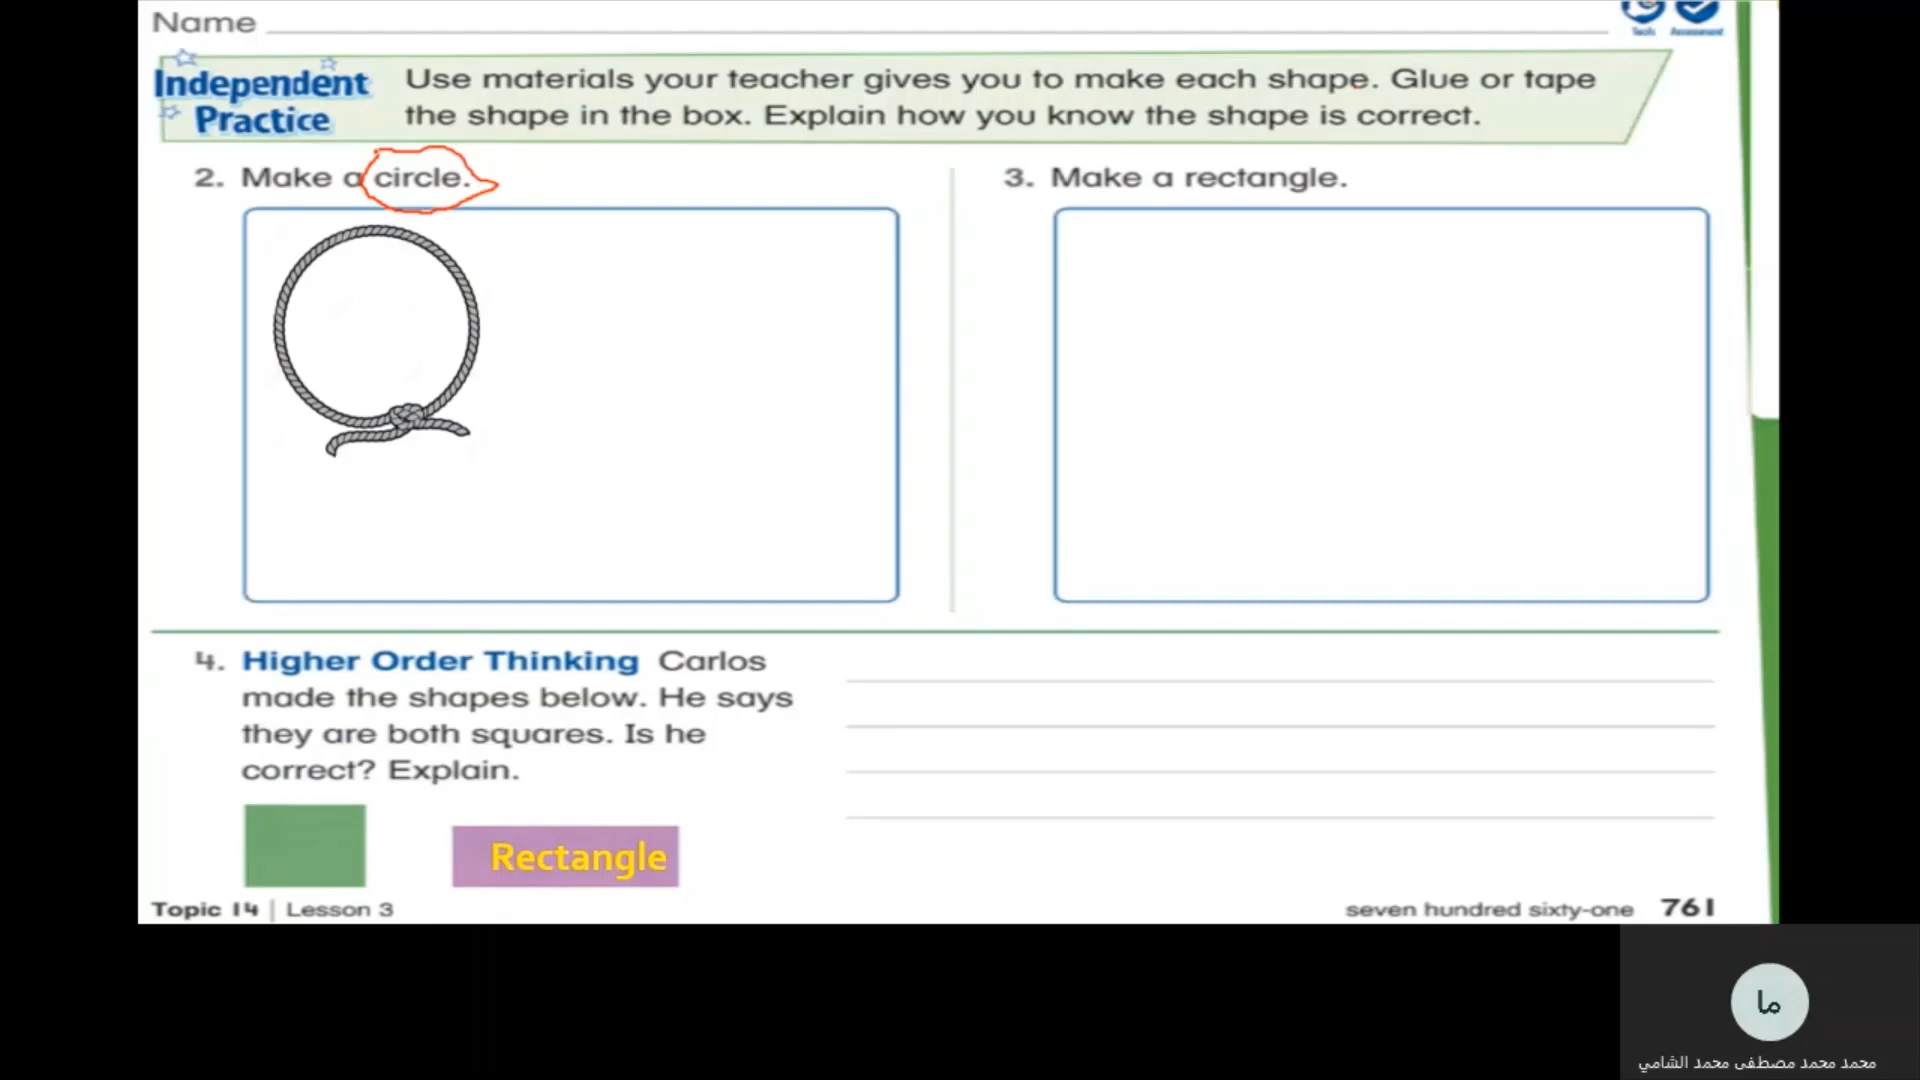 Name
Tools Assessment
Independent Practice
Use materials your teacher gives you to make each shape. Glue or tape
the shape in the box. Explain how you know the shape is correct.
2. Make a circle.
3. Make a rectangle.
4. Higher Order Thinking Carlos
made the shapes below. He says
they are both squares. Is he
correct? Explain.
Rectangle
Topic 14 | Lesson 3
seven hundred sixty-one 761
ما
محمد محمد مصطفى محمد الشامي